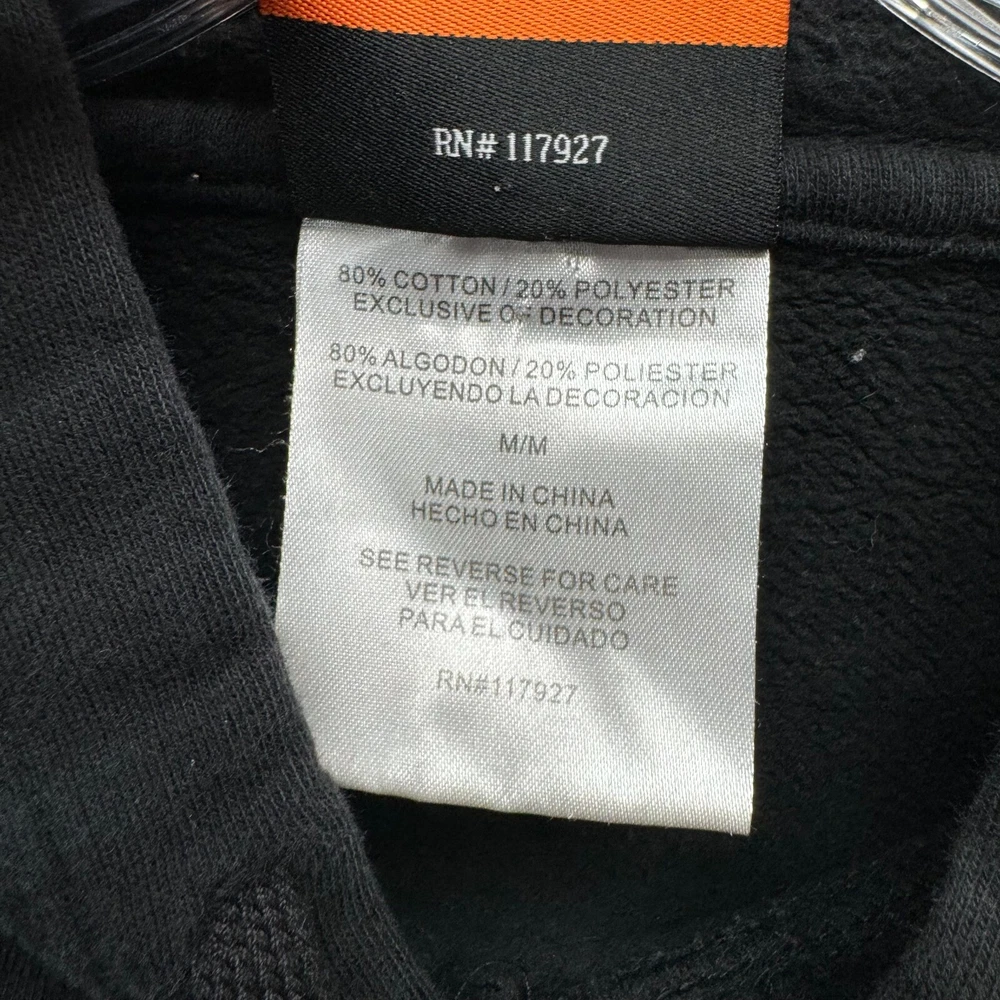 RN# 117927
80% COTTON / 20% POLYESTER
EXCLUSIVE OF DECORATION
80% ALGODON / 20% POLIESTER
EXCLUYENDO LA DECORACION
M/M
MADE IN CHINA
HECHO EN CHINA
SEE REVERSE FOR CARE
VER EL REVERSO
PARA EL CUIDADO
RN#117927